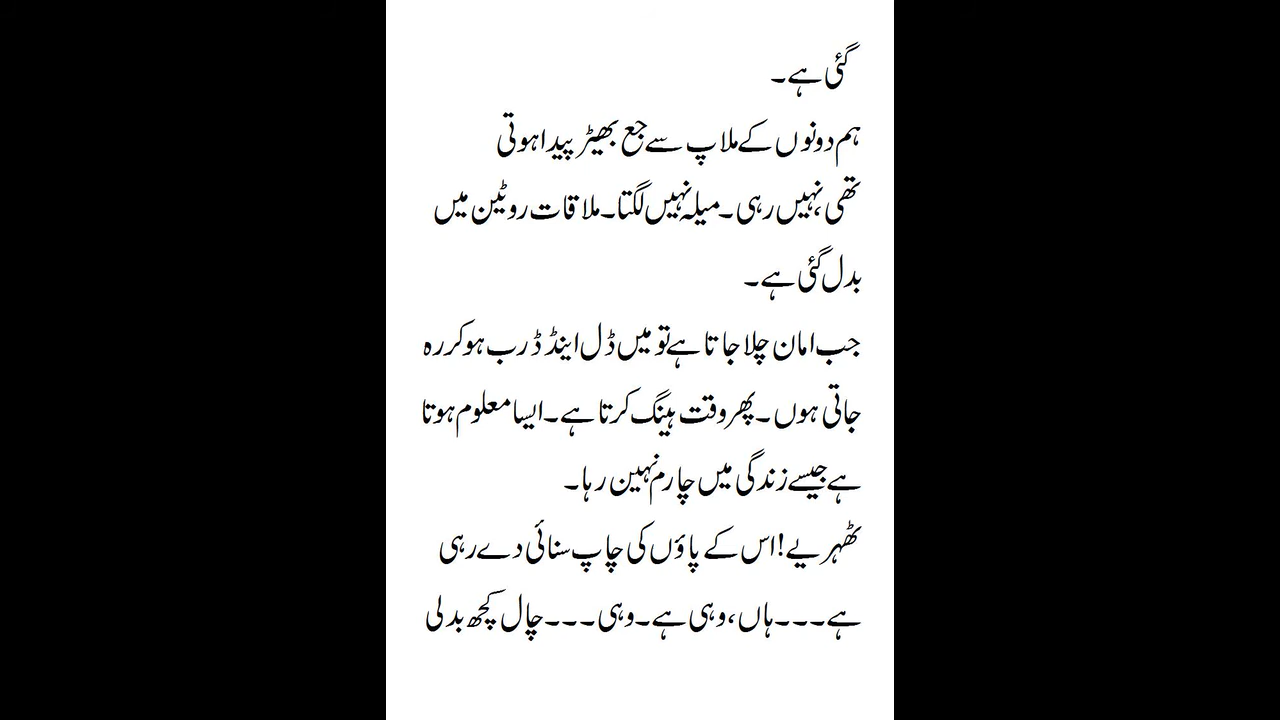 گئی ہے۔
ہم دونوں کے ملاپ سے جع بھیڑ پیدا ہوتی
تھی، نہیں رہی۔ میلہ نہیں لگتا۔ ملاقات روٹین میں
بدل گئی ہے۔
جب امان چلا جاتا ہے تو میں ڈل اینڈ ڈرب ہو کر رہ
جاتی ہوں۔ پھر وقت ہینگ کرتا ہے۔ ایسا معلوم ہوتا
ہے جیسے زندگی میں چارم نہین رہا۔
ٹھہریے! اس کے پاؤں کی چاپ سنائی دے رہی
ہے۔۔۔ ہاں، وہی ہے۔ وہی۔۔۔ چال کچھ بدلی